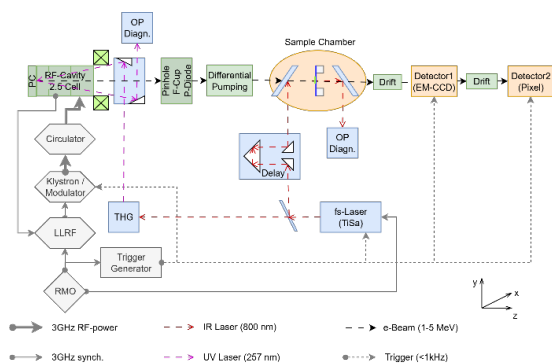 OP
Diagn.
Sample Chamber
PC
RF-Cavity
2.5 Cell
Pinhole
F-Cup
P-Diode
Differential
Pumping
Drift
Detector1
(EM-CCD)
Drift
Detector2
(Pixel)
OP
Diagn.
Circulator
Delay
Klystron /
Modulator
THG
fs-Laser
(TiSa)
LLRF
Trigger
Generator
RMO
y
x
z
3GHz RF-power
IR Laser (800 nm)
e-Beam (1-5 MeV)
3GHz synch.
UV Laser (257 nm)
Trigger (<1kHz)